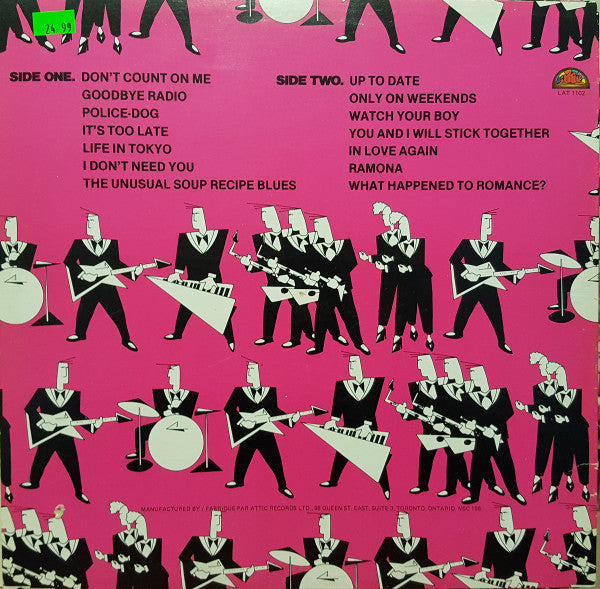 24.99
SIDE ONE. DON'T COUNT ON ME
GOODBYE RADIO
POLICE-DOG
IT'S TOO LATE
LIFE IN TOKYO
I DON'T NEED YOU
THE UNUSUAL SOUP RECIPE BLUES
SIDE TWO. UP TO DATE
ONLY ON WEEKENDS
WATCH YOUR BOY
YOU AND I WILL STICK TOGETHER
IN LOVE AGAIN
RAMONA
WHAT HAPPENED TO ROMANCE?
LAT 1102
MANUFACTURED BY / FABRIQUE PAR ATTIC RECORDS LTD., 98 QUEEN ST. EAST, SUITE 3, TORONTO, ONTARIO. M5C 1S6